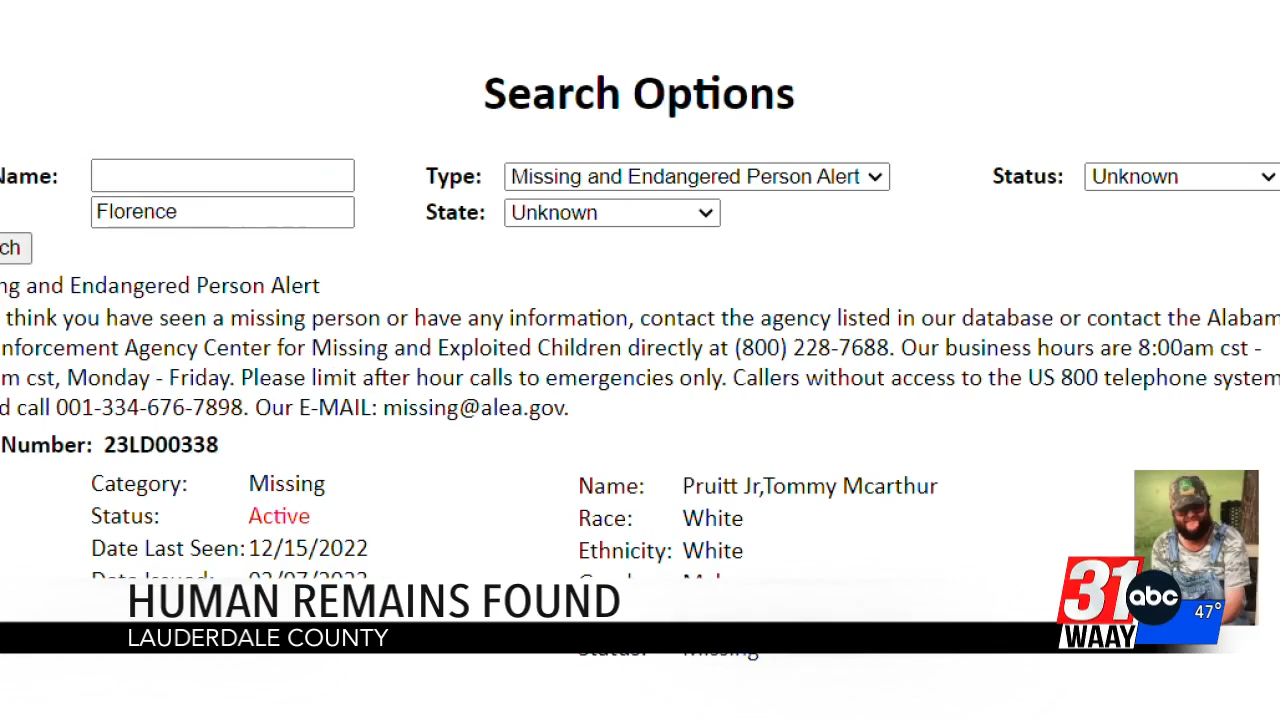 Search Options
Name:
Type: Missing and Endangered Person Alert
Status: Unknown
Florence
State: Unknown
ch
ng and Endangered Person Alert
think you have seen a missing person or have any information, contact the agency listed in our database or contact the Alabam
nforcement Agency Center for Missing and Exploited Children directly at (800) 228-7688. Our business hours are 8:00am cst -
m cst, Monday - Friday. Please limit after hour calls to emergencies only. Callers without access to the US 800 telephone system
d call 001-334-676-7898. Our E-MAIL: missing@alea.gov.
Number: 23LD00338
Category: Missing
Name: Pruitt Jr,Tommy Mcarthur
Status: Active
Race: White
Date Last Seen: 12/15/2022
Ethnicity: White
HUMAN REMAINS FOUND
LAUDERDALE COUNTY
31
abc
47°
WAAY